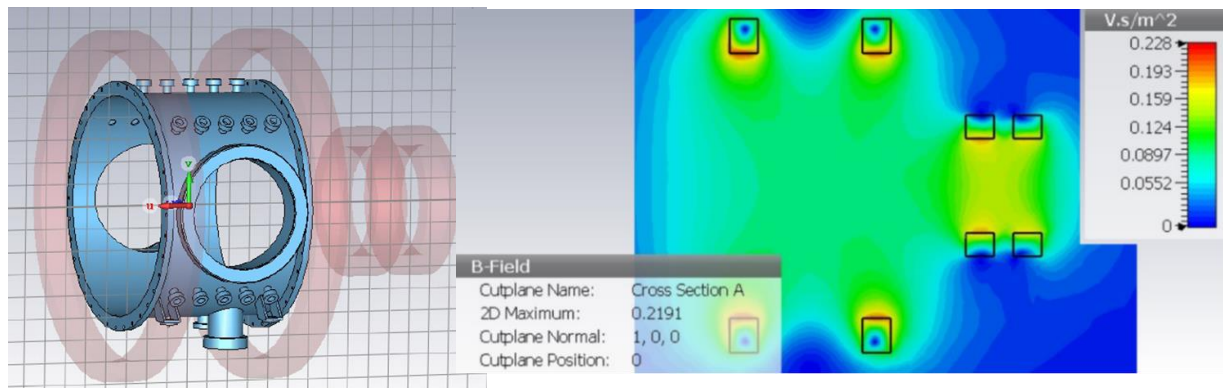 v
u
V.s/m^2
0.228
0.193
0.159
0.124
0.0897
0.0552
0
B-Field
Cutplane Name: Cross Section A
2D Maximum: 0.2191
Cutplane Normal: 1, 0, 0
Cutplane Position: 0